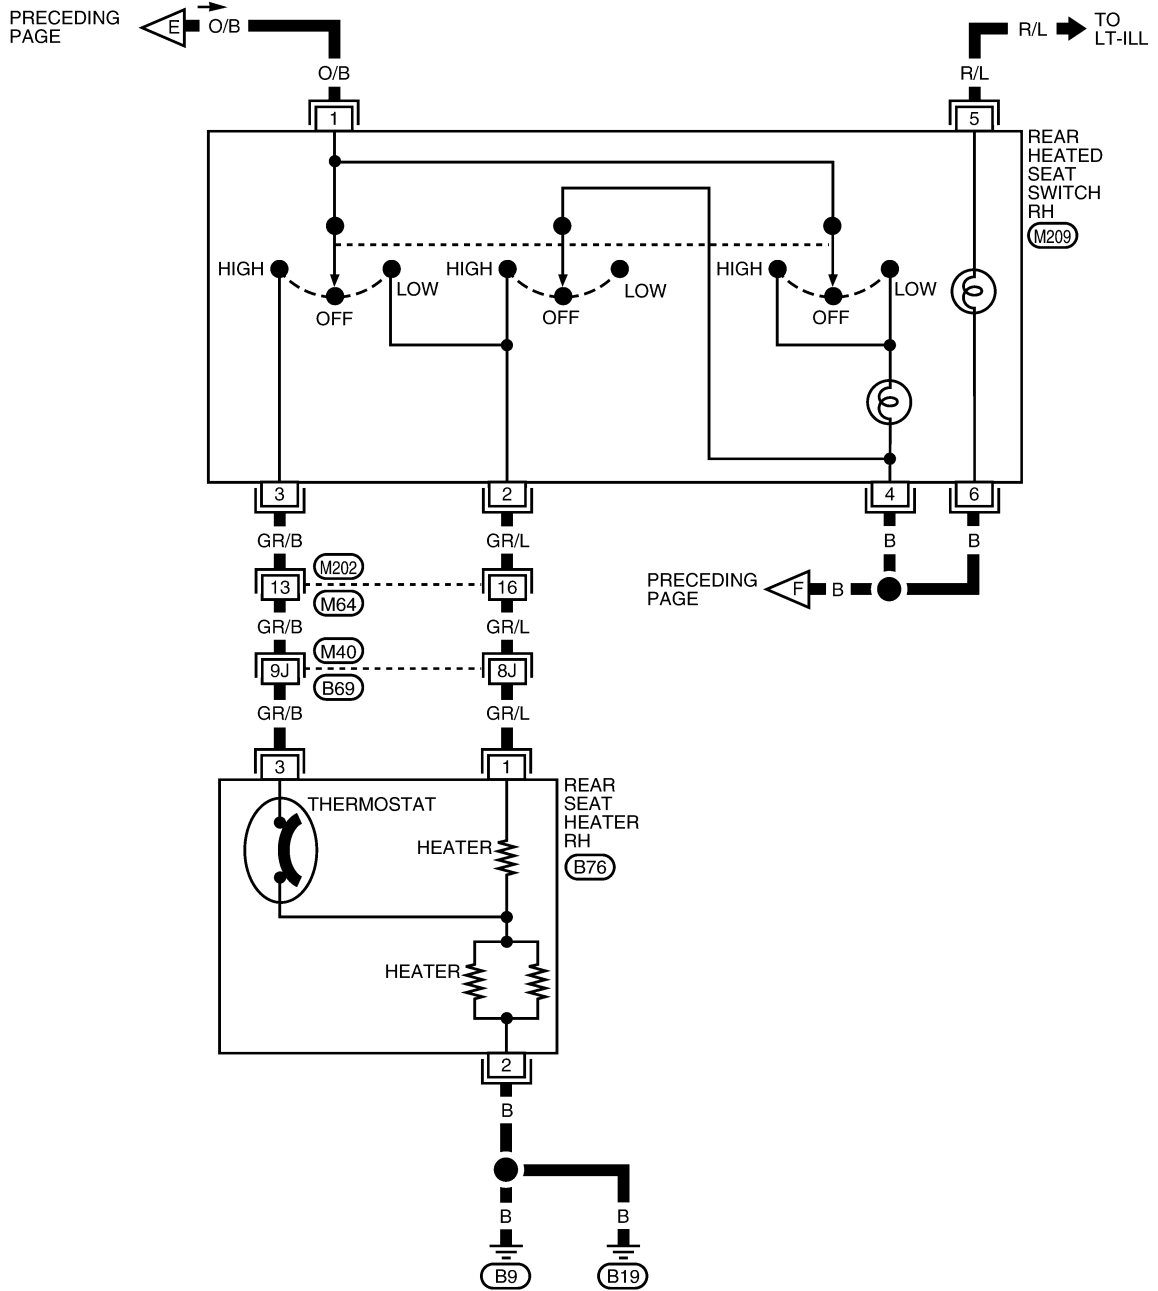 PRECEDING
PAGE
E
O/B
O/B
1
R/L
TO
LT-ILL
R/L
5
REAR
HEATED
SEAT
SWITCH
RH
M209
HIGH
LOW
OFF
HIGH
LOW
OFF
HIGH
LOW
OFF
3
2
4
6
GR/B
GR/L
B
B
M202
13
16
M64
PRECEDING
PAGE
F
B
GR/B
GR/L
M40
9J
8J
B69
GR/B
GR/L
3
1
REAR
SEAT
HEATER
RH
B76
THERMOSTAT
HEATER
HEATER
2
B
B
B
B9
B19